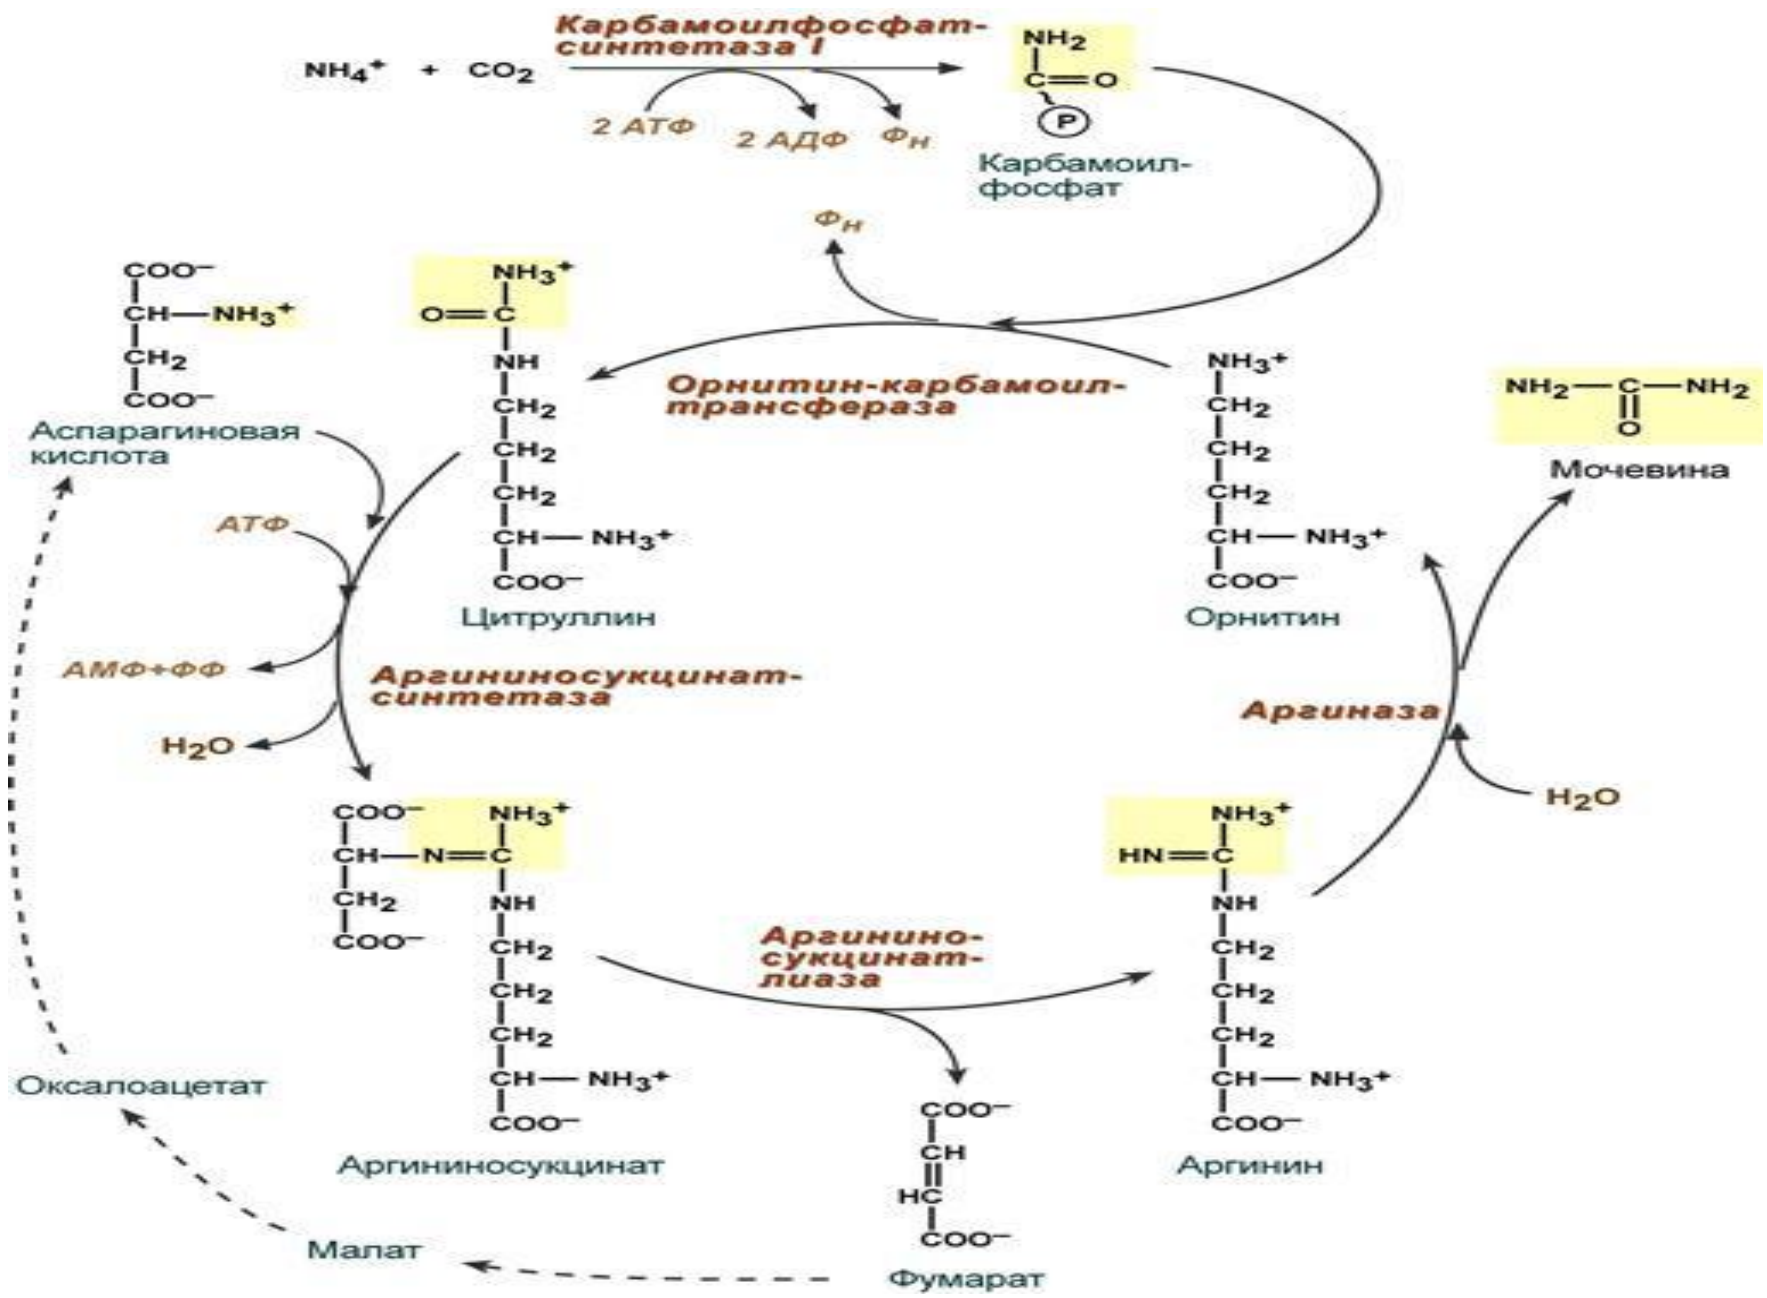 Карбамоилфосфат-
синтетаза I
NH4+ + CO2
2 АТФ
2 АДФ
Фн
NH2
C=O
P
Карбамоил-
фосфат
Фн
COO–
CH–NH3+
CH2
COO–
Аспарагиновая
кислота
NH3+
O=C
NH
CH2
CH2
CH2
CH–NH3+
COO–
Цитруллин
Орнитин-карбамоил-
трансфераза
NH3+
CH2
CH2
CH2
CH–NH3+
COO–
Орнитин
NH2–C–NH2
O
Мочевина
АТФ
АМФ+ФФ
H2O
Аргининосукцинат-
синтетаза
Аргиназа
H2O
COO–
CH–N=C
CH2
COO–
NH3+
NH
CH2
CH2
CH2
CH–NH3+
COO–
Аргининосукцинат
Аргинино-
сукцинат-
лиаза
NH3+
HN=C
NH
CH2
CH2
CH2
CH–NH3+
COO–
Аргинин
COO–
CH
HC
COO–
Фумарат
Малат
Оксалоацетат